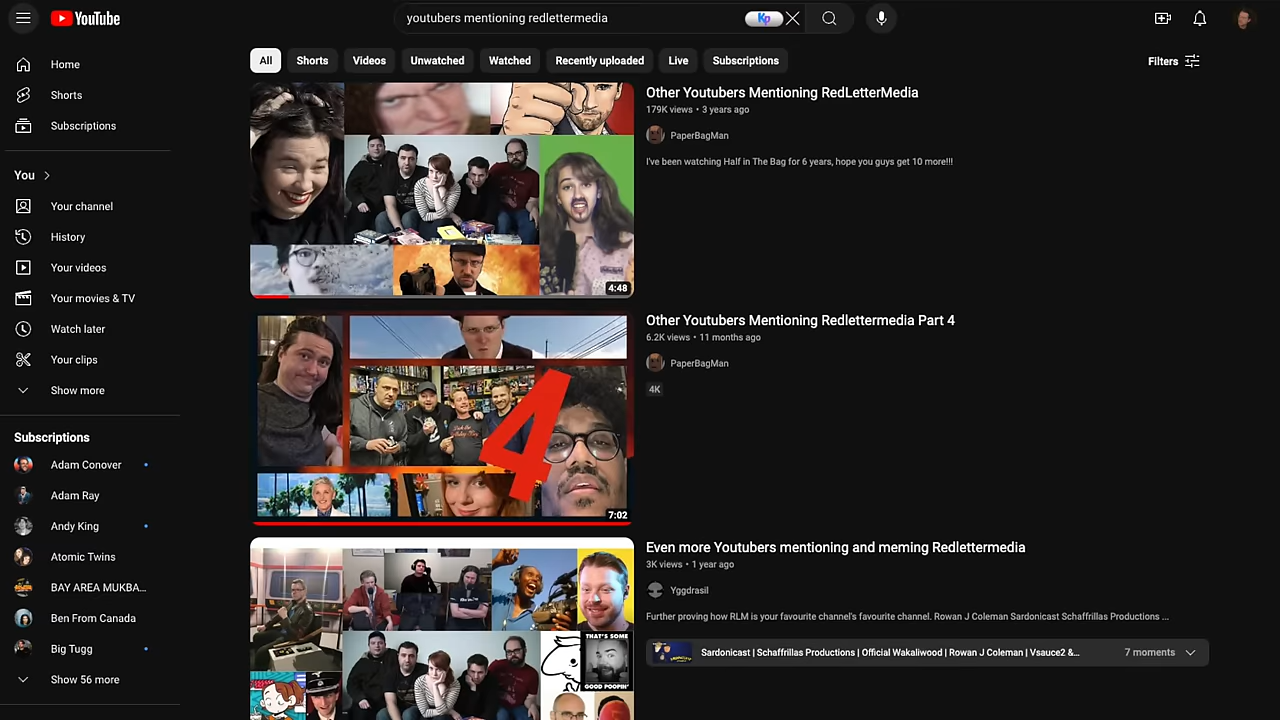 YouTube
youtubers mentioning redlettermedia
Kp
All
Shorts
Videos
Unwatched
Watched
Recently uploaded
Live
Subscriptions
Filters
Home
Shorts
Subscriptions
You
Your channel
History
Your videos
Your movies & TV
Watch later
Your clips
Show more
Subscriptions
Adam Conover
Adam Ray
Andy King
Atomic Twins
BAY AREA MUKBA...
Ben From Canada
Big Tugg
Show 56 more
4:48
Other Youtubers Mentioning RedLetterMedia
179K views • 3 years ago
PaperBagMan
I've been watching Half in The Bag for 6 years, hope you guys get 10 more!!!
4
7:02
Other Youtubers Mentioning Redlettermedia Part 4
6.2K views • 11 months ago
PaperBagMan
4K
THAT'S SOME
GOOD POOPIN'
Even more Youtubers mentioning and meming Redlettermedia
3K views • 1 year ago
Yggdrasil
Further proving how RLM is your favourite channel's favourite channel. Rowan J Coleman Sardonicast Schaffrillas Productions ...
Sardonicast | Schaffrillas Productions | Official Wakaliwood | Rowan J Coleman | Vsauce2 &...
7 moments